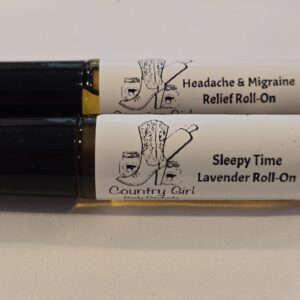 Headache & Migraine
Relief Roll-On
Sleepy Time
Lavender Roll-On
Country Girl